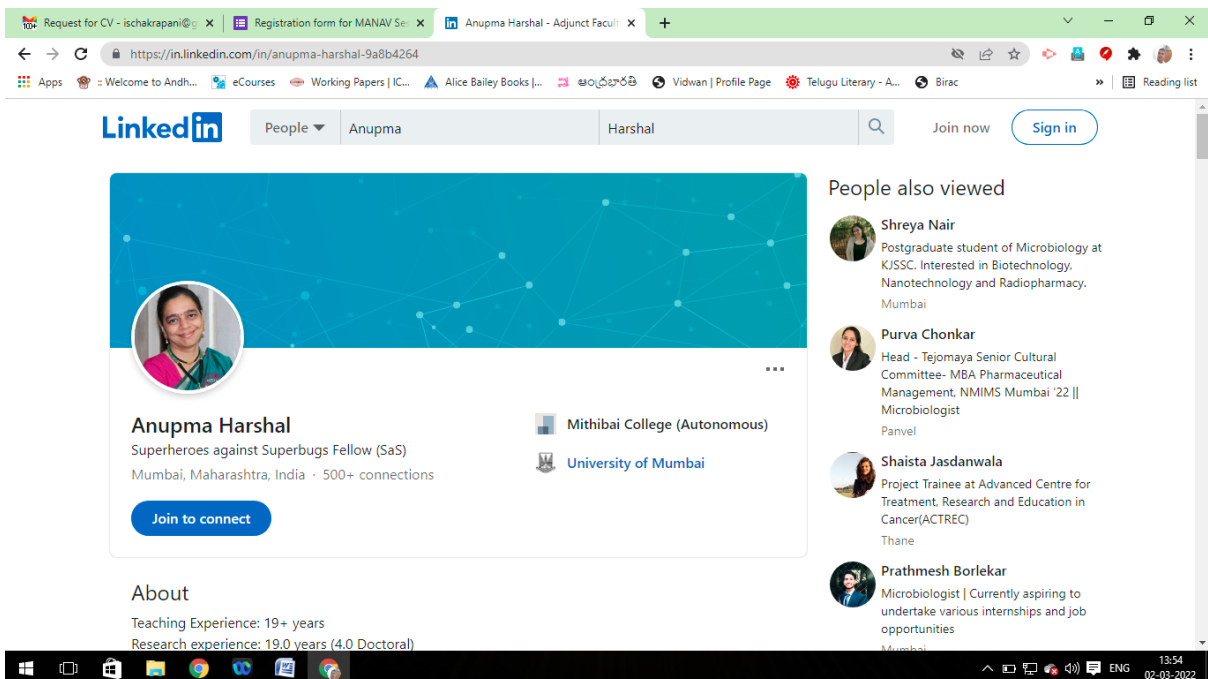 Request for CV - ischakrapani@g
Registration form for MANAV Se
Anupma Harshal - Adjunct Facult
https://in.linkedin.com/in/anupma-harshal-9a8b4264
Apps
:: Welcome to Andh...
eCourses
Working Papers | IC...
Alice Bailey Books |...
ఆంధ్రభారతి
Vidwan | Profile Page
Telugu Literary - A...
Birac
»
Reading list
Linked in
People
Anupma
Harshal
Join now
Sign in
Anupma Harshal
Superheroes against Superbugs Fellow (SaS)
Mumbai, Maharashtra, India · 500+ connections
Join to connect
Mithibai College (Autonomous)
University of Mumbai
About
Teaching Experience: 19+ years
Research experience: 19.0 years (4.0 Doctoral)
People also viewed
Shreya Nair
Postgraduate student of Microbiology at
KJSSC. Interested in Biotechnology,
Nanotechnology and Radiopharmacy.
Mumbai
Purva Chonkar
Head - Tejomaya Senior Cultural
Committee- MBA Pharmaceutical
Management, NMIMS Mumbai '22 ||
Microbiologist
Panvel
Shaista Jasdanwala
Project Trainee at Advanced Centre for
Treatment, Research and Education in
Cancer(ACTREC)
Thane
Prathmesh Borlekar
Microbiologist | Currently aspiring to
undertake various internships and job
opportunities
Mumbai
ENG
13:54
02-03-2022